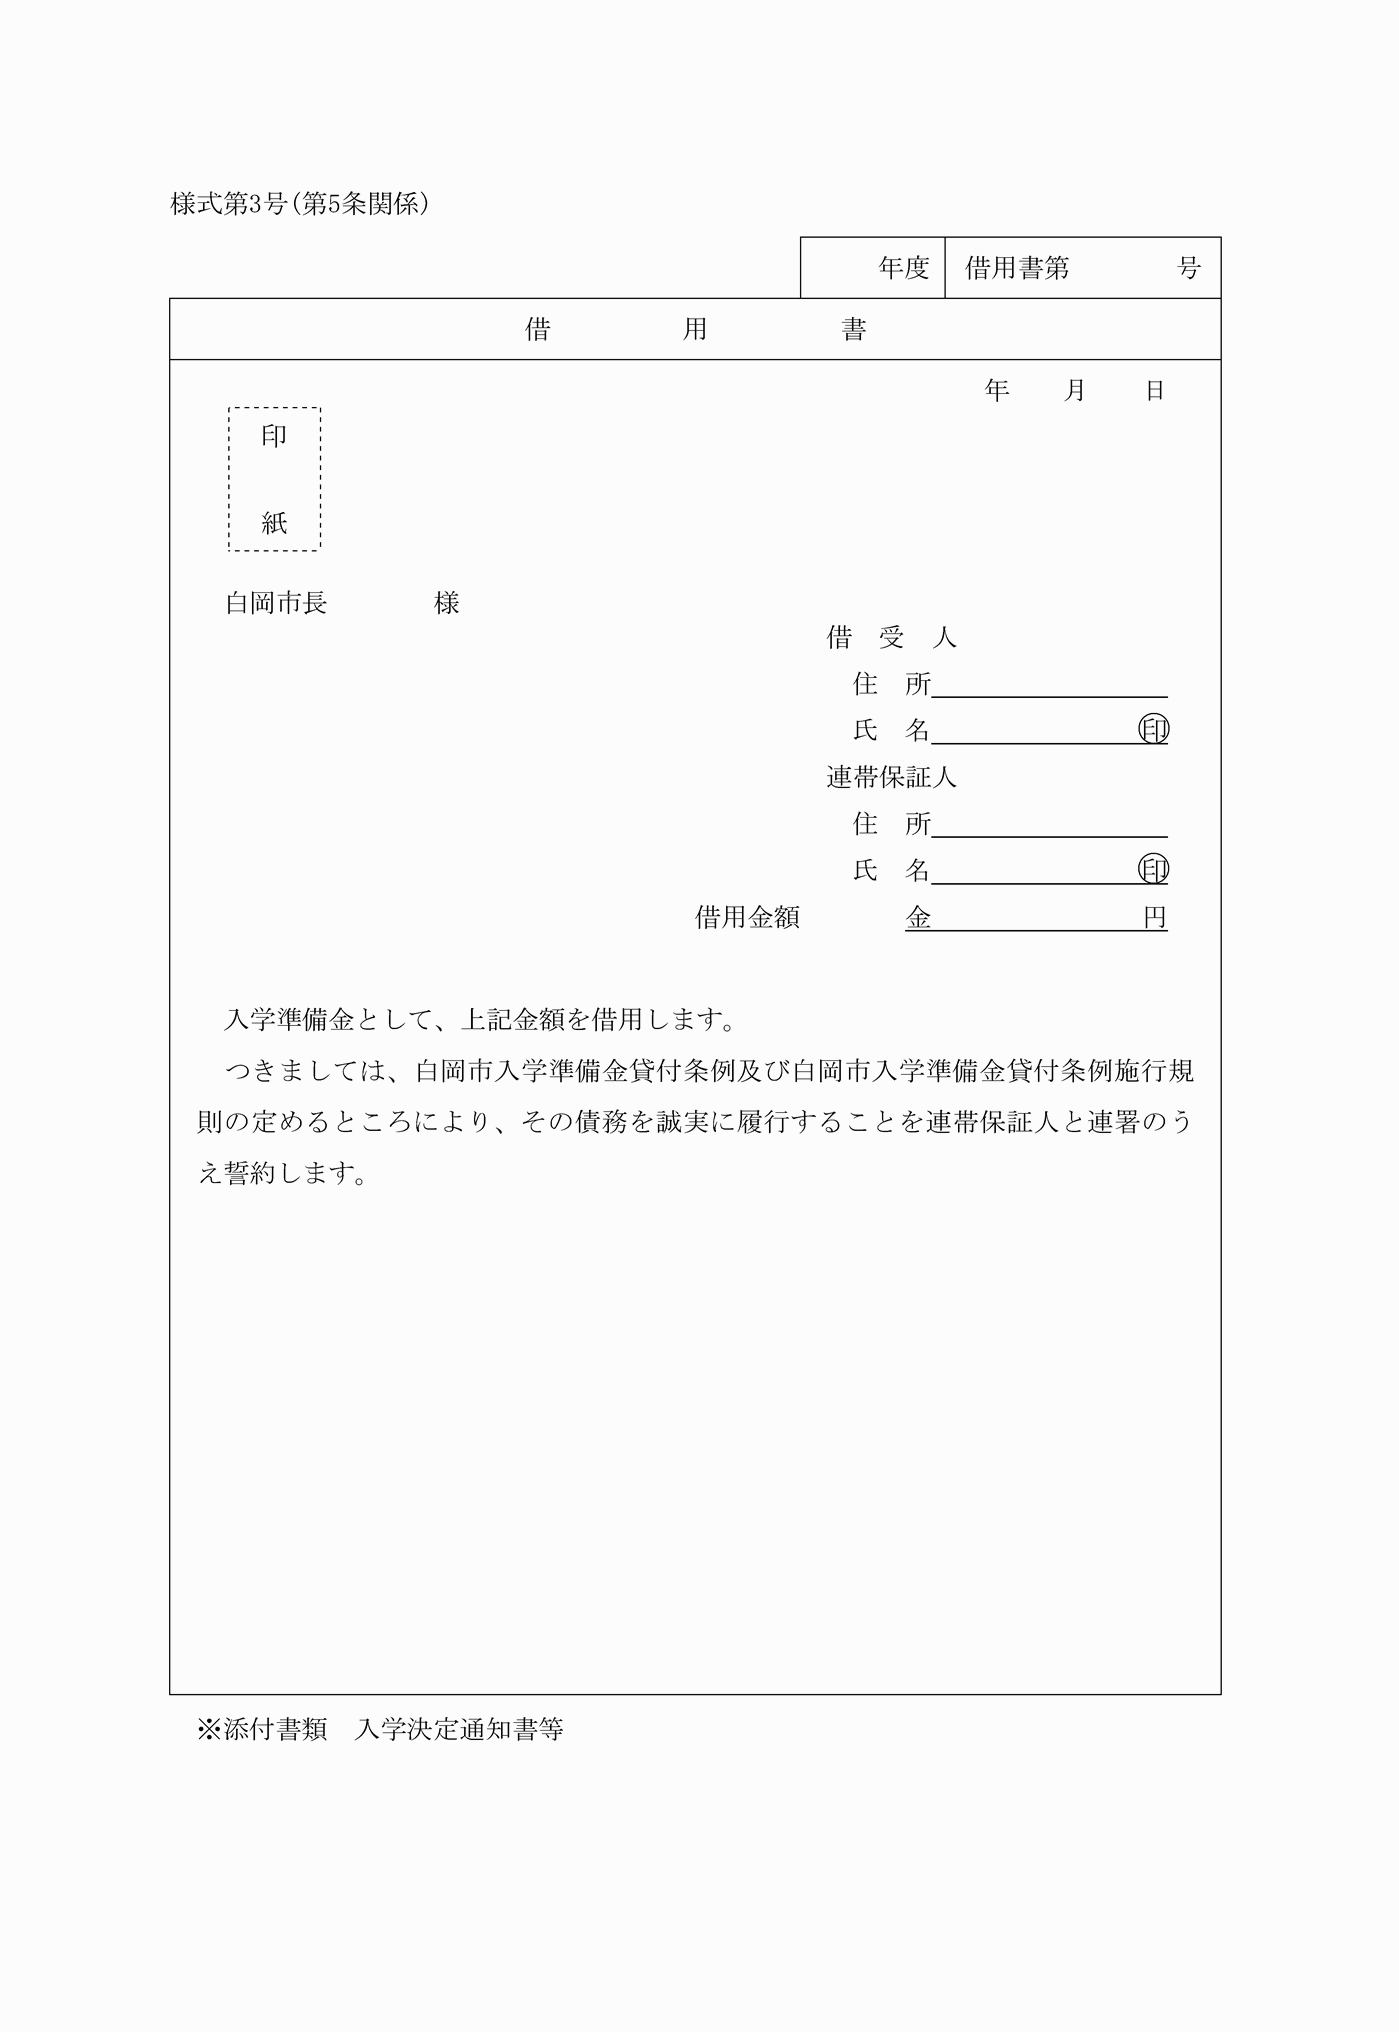 様式第3号(第5条関係)
年度　借用書第　　　　号
借　　　　　用　　　　　書
年　　月　　日
印
紙
白岡市長　　　　様
借　受　人
住　所
氏　名　　　　　　　　㊞
連帯保証人
住　所
氏　名　　　　　　　　㊞
借用金額　　　　金　　　　　　　　円
入学準備金として、上記金額を借用します。
つきましては、白岡市入学準備金貸付条例及び白岡市入学準備金貸付条例施行規
則の定めるところにより、その債務を誠実に履行することを連帯保証人と連署のう
え誓約します。
※添付書類　入学決定通知書等